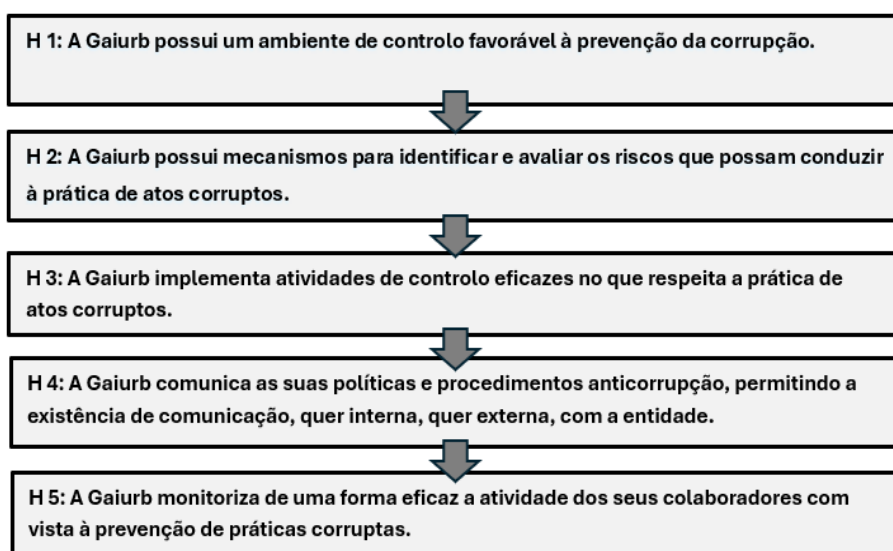 H 1: A Gaiurb possui um ambiente de controlo favorável à prevenção da corrupção.
H 2: A Gaiurb possui mecanismos para identificar e avaliar os riscos que possam conduzir
à prática de atos corruptos.
H 3: A Gaiurb implementa atividades de controlo eficazes no que respeita a prática de
atos corruptos.
H 4: A Gaiurb comunica as suas políticas e procedimentos anticorrupção, permitindo a
existência de comunicação, quer interna, quer externa, com a entidade.
H 5: A Gaiurb monitoriza de uma forma eficaz a atividade dos seus colaboradores com
vista à prevenção de práticas corruptas.